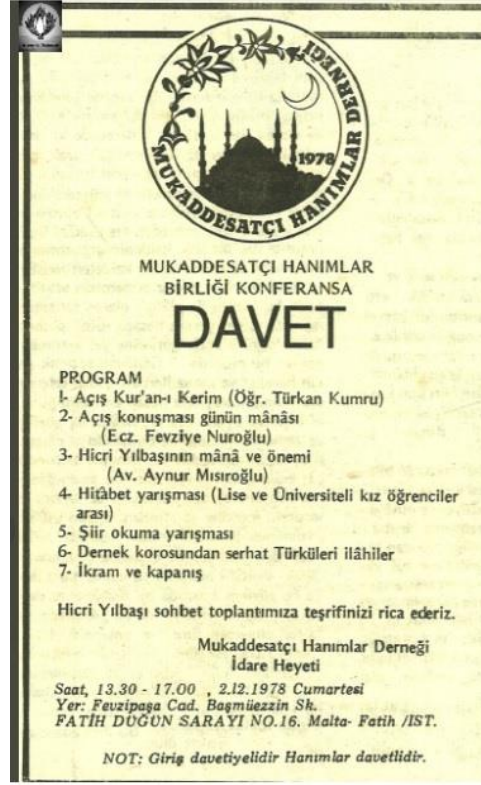 MUKADDESATÇI HANIMLAR DERNEĞİ
1978
MUKADDESATÇI HANIMLAR
BİRLİĞİ KONFERANSA
DAVET
PROGRAM
1- Açış Kur'an-ı Kerim (Öğr. Türkan Kumru)
2- Açış konuşması günün mânâsı
(Ecz. Fevziye Nuroğlu)
3- Hicri Yılbaşının mânâ ve önemi
(Av. Aynur Mısıroğlu)
4- Hitâbet yarışması (Lise ve Üniversiteli kız öğrenciler
arası)
5- Şiir okuma yarışması
6- Dernek korosundan serhat Türküleri ilâhiler
7- İkram ve kapanış
Hicri Yılbaşı sohbet toplantımıza teşrifinizi rica ederiz.
Mukaddesatçı Hanımlar Derneği
İdare Heyeti
Saat, 13.30 - 17.00 , 2.12.1978 Cumartesi
Yer: Fevzipaşa Cad. Başmüezzin Sk.
FATİH DÜĞÜN SARAYI NO.16. Malta- Fatih /İST.
NOT: Giriş davetiyelidir Hanımlar davetlidir.